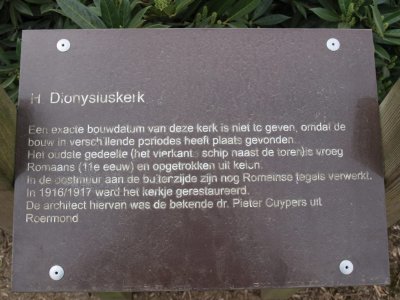 H. Dionysiuskerk
Een exacte bouwdatum van deze kerk is niet te geven, omdat de
bouw in verschillende periodes heeft plaats gevonden.
Het oudste gedeelte (het vierkante schip naast de toren) is vroeg
Romaans (11e eeuw) en opgetrokken uit keien.
In de oostmuur aan de buitenzijde zijn nog Romeinse tegels verwerkt.
In 1916/1917 werd het kerkje gerestaureerd.
De architect hiervan was de bekende dr. Pieter Cuypers uit
Roermond